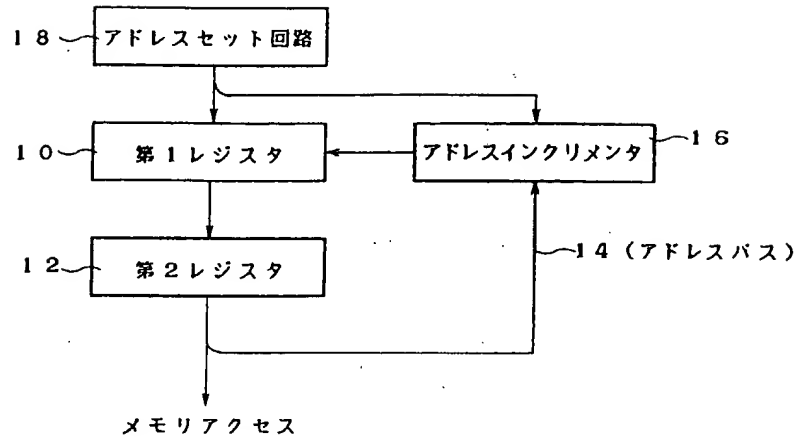 18 アドレスセット回路
10 第1レジスタ
アドレスインクリメンタ 16
12 第2レジスタ
14 (アドレスバス)
メモリアクセス